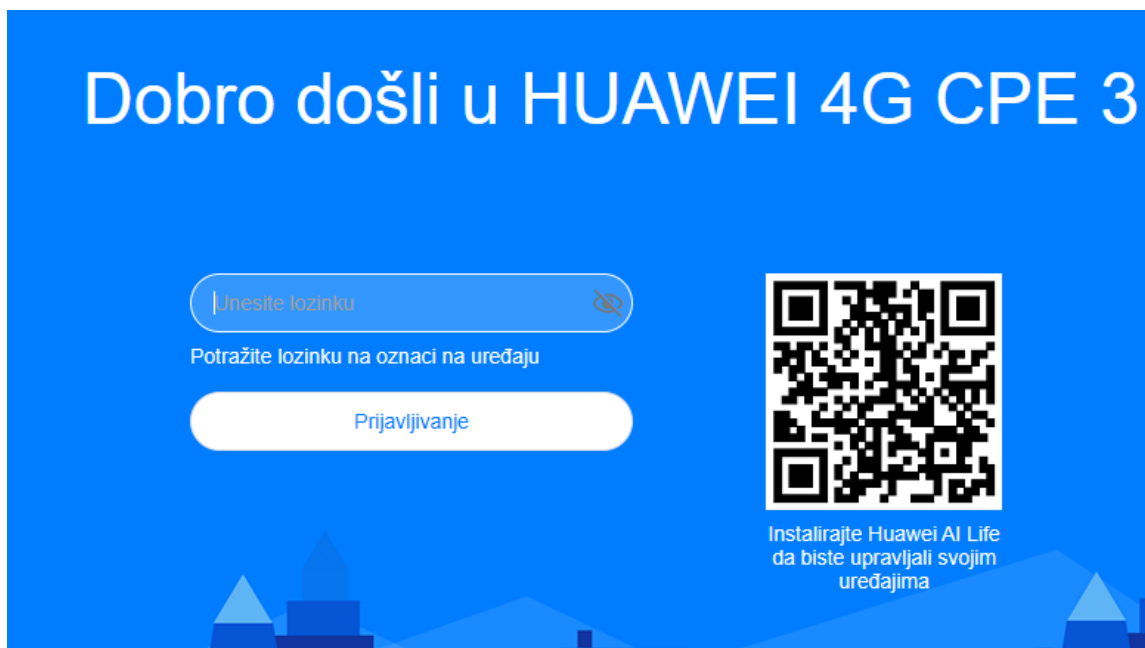 Dobro došli u HUAWEI 4G CPE 3
Unesite lozinku
Potražite lozinku na oznaci na uređaju
Prijavljivanje
Instalirajte Huawei AI Life
da biste upravljali svojim
uređajima